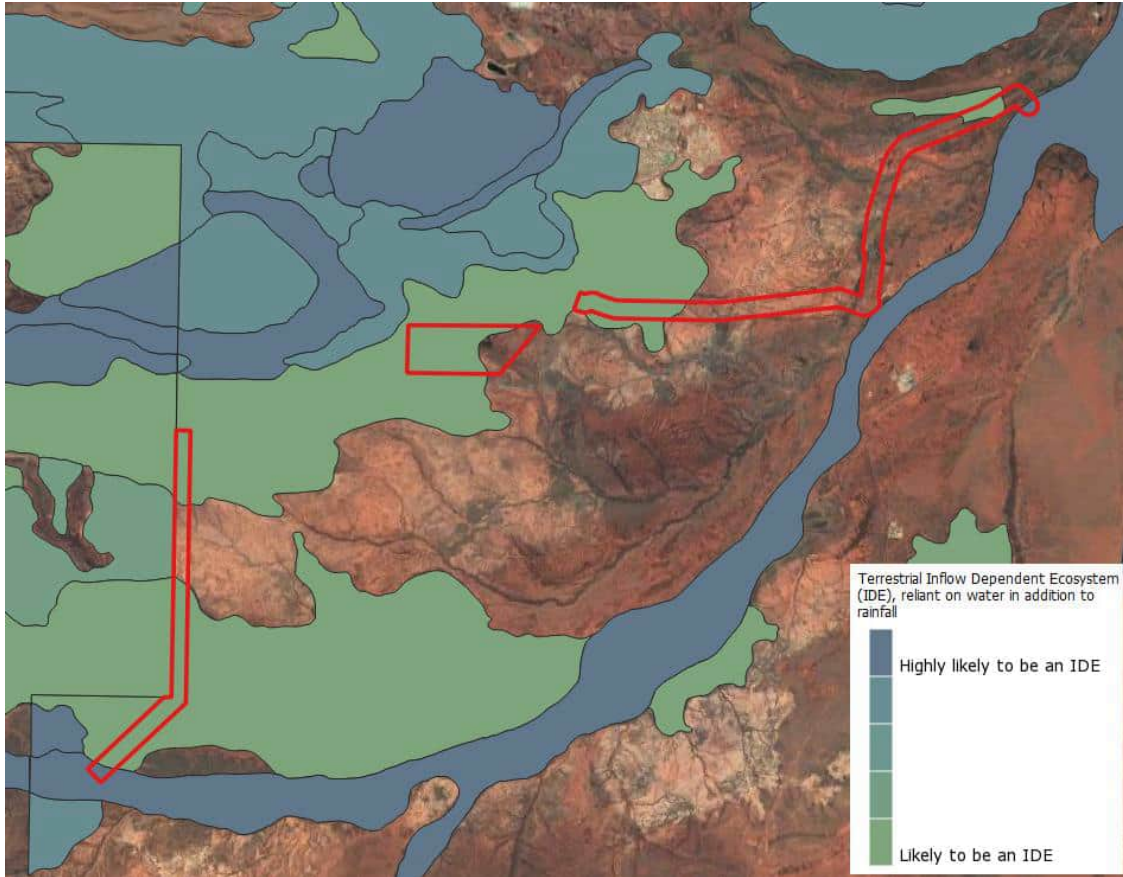 Terrestrial Inflow Dependent Ecosystem
(IDE), reliant on water in addition to
rainfall
Highly likely to be an IDE
Likely to be an IDE